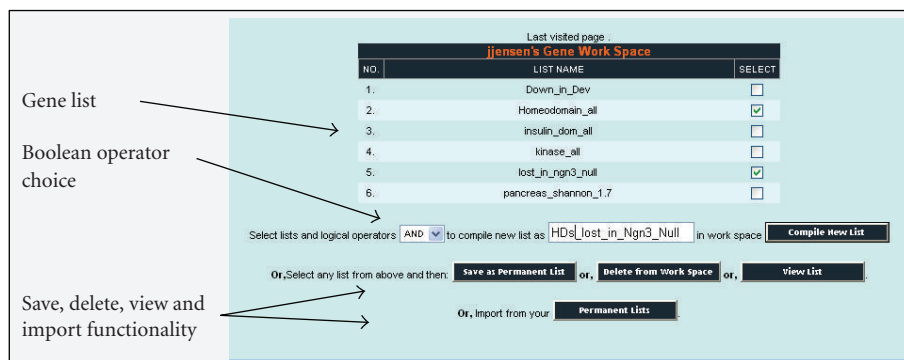 Last visited page .
jjensen's Gene Work Space
NO. LIST NAME SELECT
1. Down_in_Dev
2. Homeodomain_all
3. insulin_dom_all
4. kinase_all
5. lost_in_ngn3_null
6. pancreas_shannon_1.7
Gene list
Boolean operator
choice
Select lists and logical operators AND to compile new list as HDs_lost_in_Ngn3_Null in work space Compile New List
Or,Select any list from above and then: Save as Permanent List or, Delete from Work Space or, View List .
Save, delete, view and
import functionality
Or, Import from your Permanent Lists .